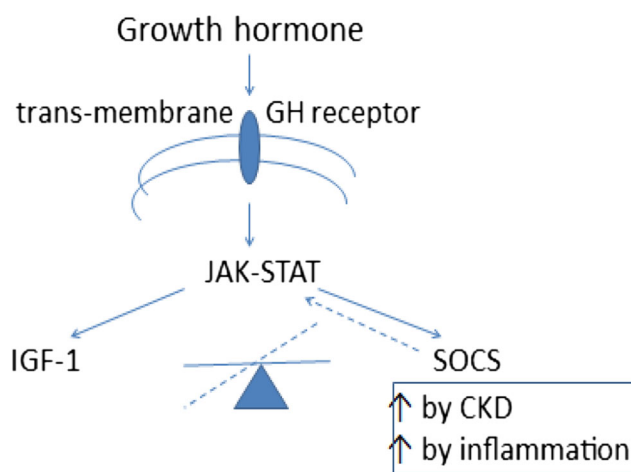 Growth hormone
trans-membrane GH receptor
JAK-STAT
IGF-1 SOCS
↑ by CKD
↑ by inflammation